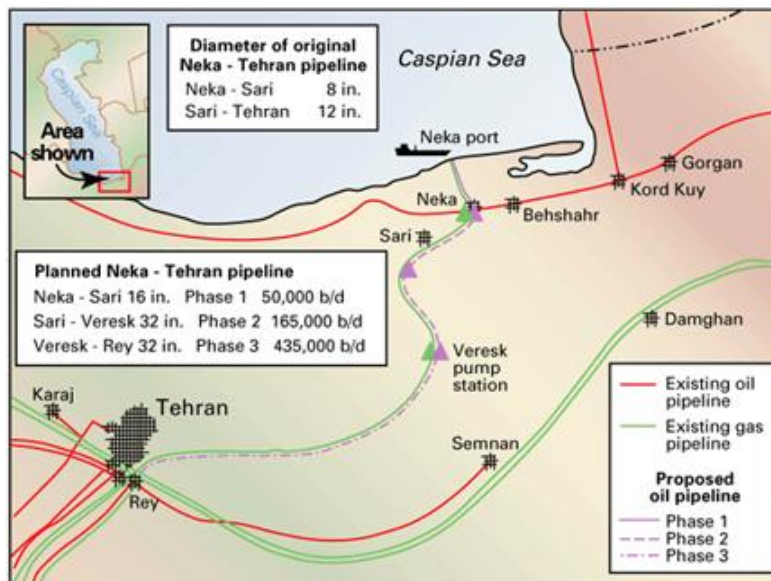 Caspian Sea
Area
shown
Diameter of original
Neka - Tehran pipeline
Neka - Sari 8 in.
Sari - Tehran 12 in.
Caspian Sea
Neka port
Gorgan
Kord Kuy
Neka
Behshahr
Sari
Planned Neka - Tehran pipeline
Neka - Sari 16 in. Phase 1 50,000 b/d
Sari - Veresk 32 in. Phase 2 165,000 b/d
Veresk - Rey 32 in. Phase 3 435,000 b/d
Damghan
Veresk
pump
station
Karaj
Tehran
Semnan
Rey
Existing oil
pipeline
Existing gas
pipeline
Proposed
oil pipeline
Phase 1
Phase 2
Phase 3